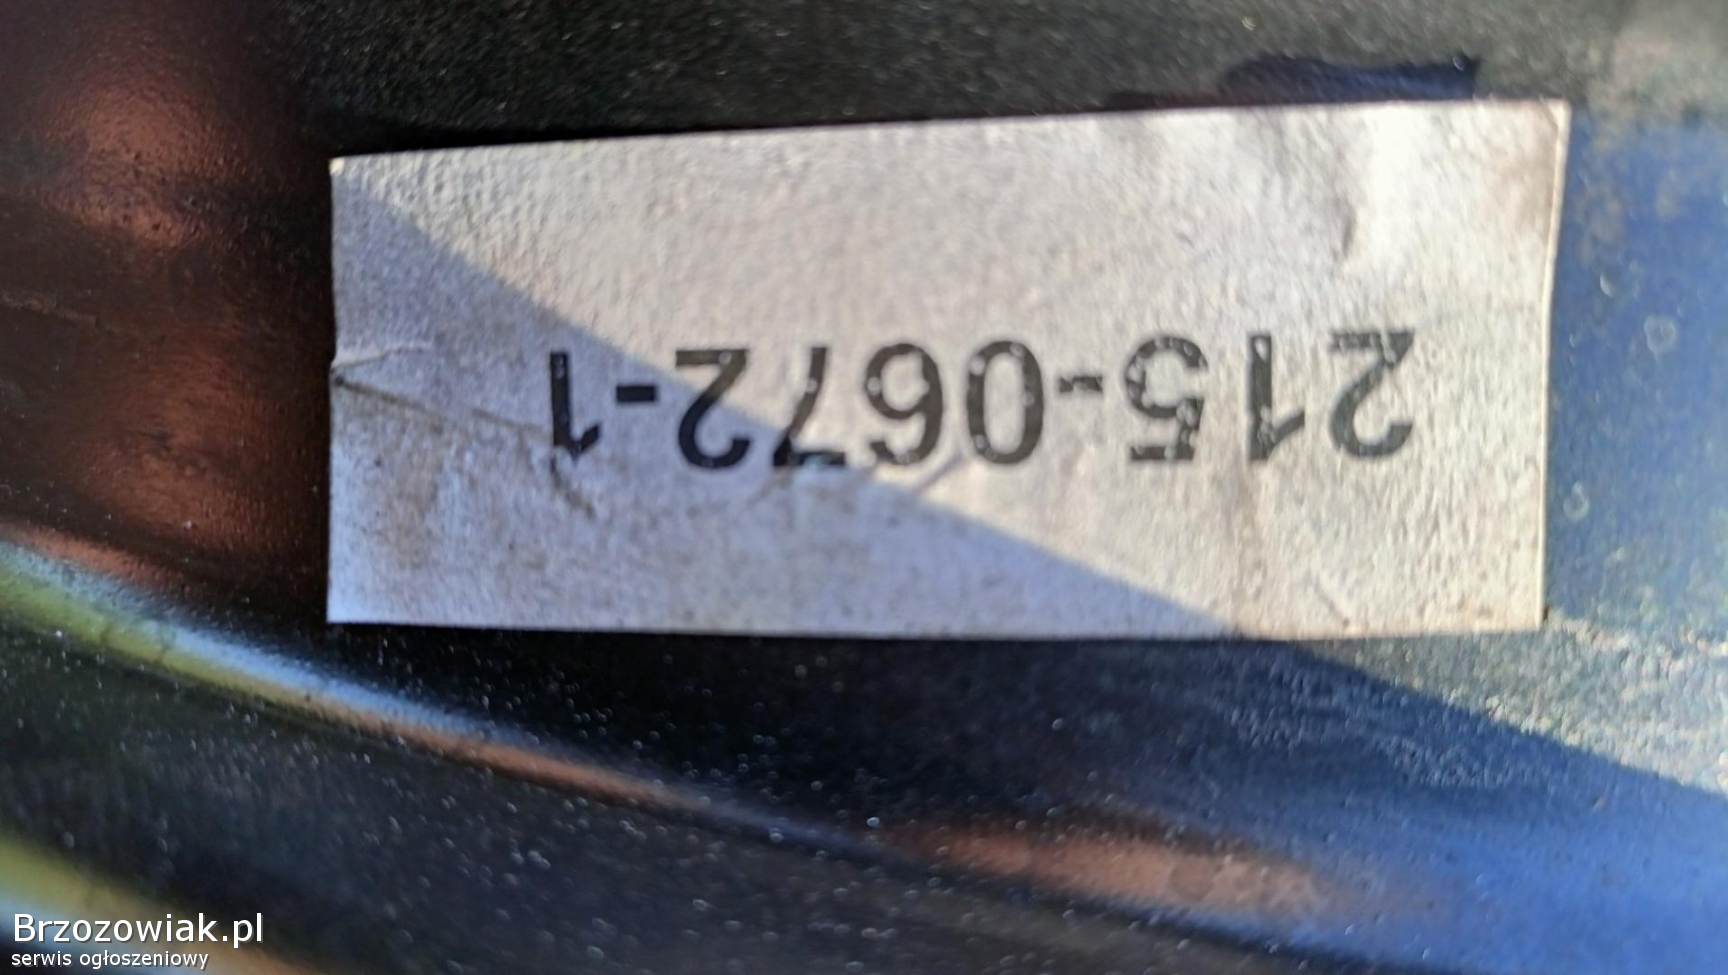 215-0672-1
Brzozowiak.pl
serwis ogłoszeniowy